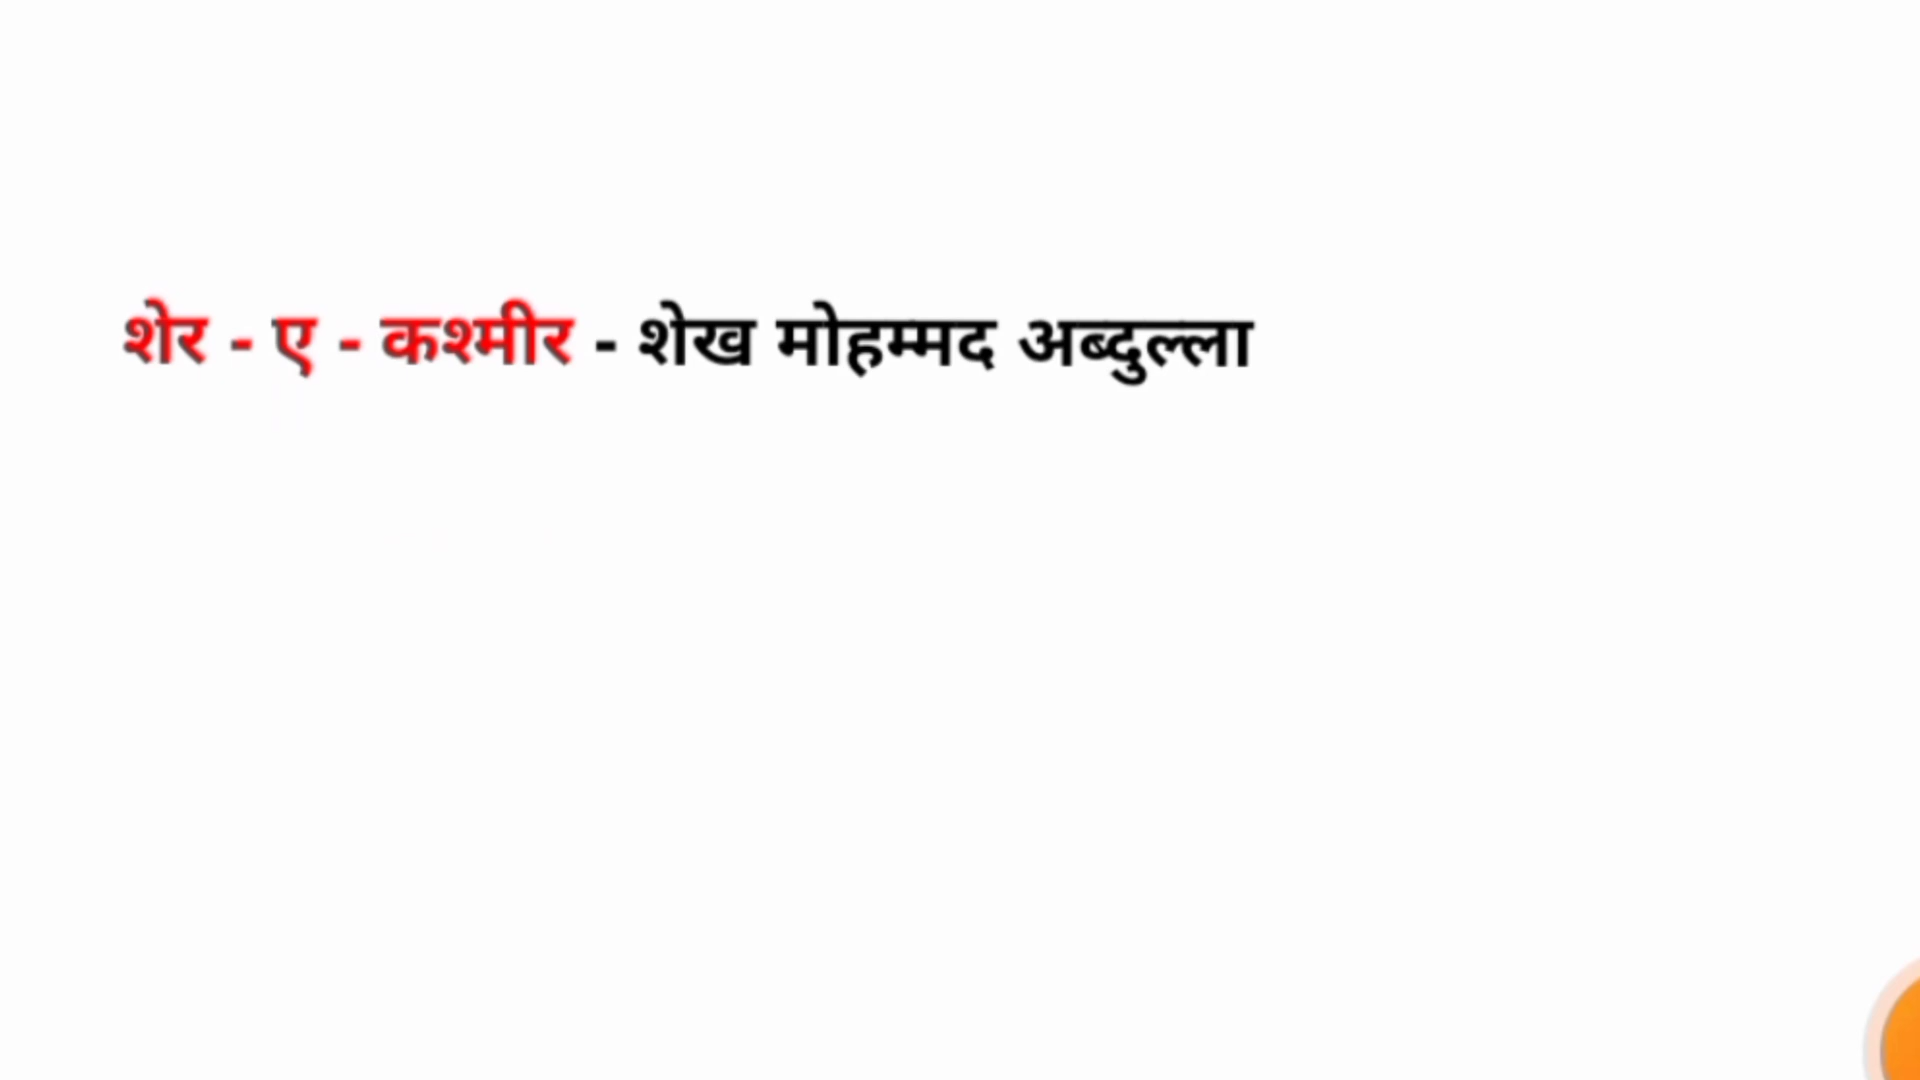 शेर - ए - कश्मीर - शेख मोहम्मद अब्दुल्ला